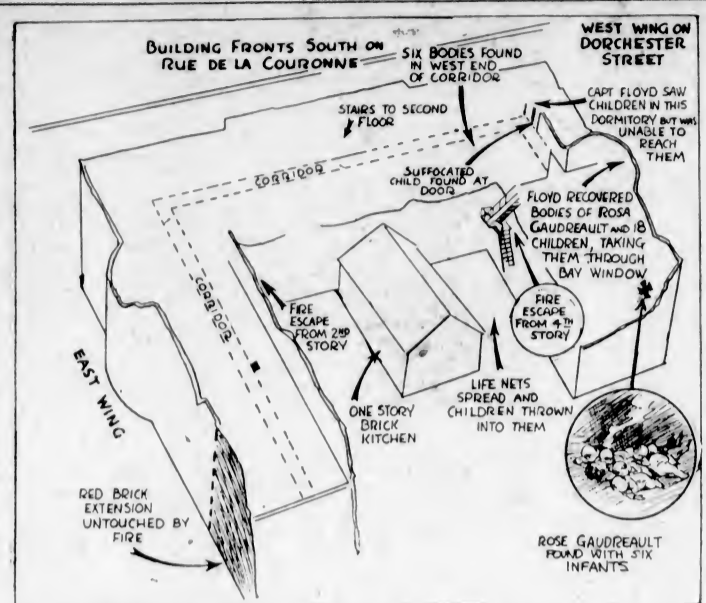 BUILDING FRONTS SOUTH ON
RUE DE LA COURONNE
SIX BODIES FOUND
IN WEST END
OF CORRIDOR
WEST WING ON
DORCHESTER
STREET
STAIRS TO SECOND
FLOOR
CAPT FLOYD SAW
CHILDREN IN THIS
DORMITORY BUT WAS
UNABLE TO
REACH
THEM
CORRIDOR
SUFFOCATED
CHILD FOUND AT
DOOR
FLOYD RECOVERED
BODIES OF ROSA
GAUDREAULT AND 18
CHILDREN, TAKING
THEM THROUGH
BAY WINDOW
CORRIDOR
FIRE
ESCAPE
FROM 2ND
STORY
FIRE
ESCAPE
FROM 4TH
STORY
EAST WING
ONE STORY
BRICK
KITCHEN
LIFE NETS
SPREAD AND
CHILDREN THROWN
INTO THEM
RED BRICK
EXTENSION
UNTOUCHED BY
FIRE
ROSE GAUDREAULT
FOUND WITH SIX
INFANTS